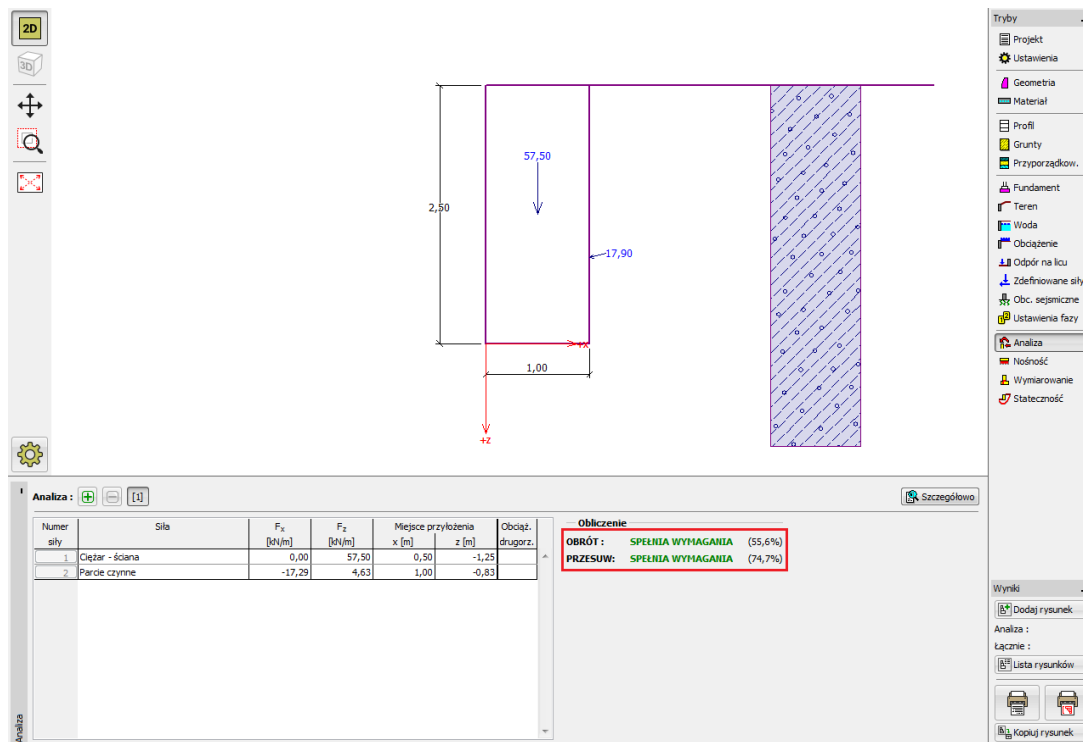 2D
3D
57,50
2,50
17,90
+x
1,00
+z
Tryby
Projekt
Ustawienia
Geometria
Materiał
Profil
Grunty
Przyporządkow.
Fundament
Teren
Woda
Obciążenie
Odpór na licu
Zdefiniowane siły
Obc. sejsmiczne
Ustawienia fazy
Analiza
Nośność
Wymiarowanie
Stateczność
Analiza : [1] Szczegółowo
Numer Siła Fx Fz Miejsce przyłożenia Obciąż.
siły [kN/m] [kN/m] x [m] z [m] drugorz.
1 Ciężar - ściana 0,00 57,50 0,50 -1,25
2 Parcie czynne -17,29 4,63 1,00 -0,83
Obliczenie
OBRÓT : SPEŁNIA WYMAGANIA (55,6%)
PRZESUW: SPEŁNIA WYMAGANIA (74,7%)
Analiza
Wyniki
Dodaj rysunek
Analiza :
Łącznie :
Lista rysunków
Kopiuj rysunek